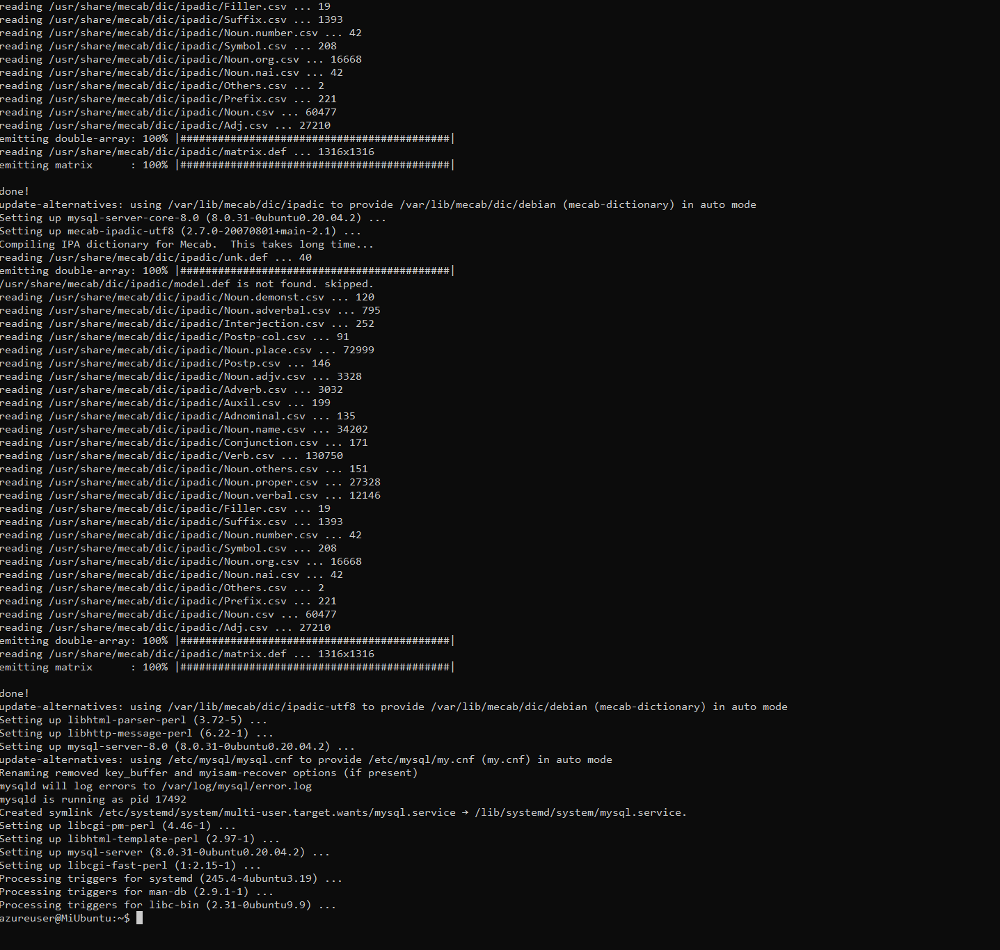 reading /usr/share/mecab/dic/ipadic/Filler.csv ... 19
reading /usr/share/mecab/dic/ipadic/Suffix.csv ... 1393
reading /usr/share/mecab/dic/ipadic/Noun.number.csv ... 42
reading /usr/share/mecab/dic/ipadic/Symbol.csv ... 208
reading /usr/share/mecab/dic/ipadic/Noun.org.csv ... 16668
reading /usr/share/mecab/dic/ipadic/Noun.nai.csv ... 42
reading /usr/share/mecab/dic/ipadic/Others.csv ... 2
reading /usr/share/mecab/dic/ipadic/Prefix.csv ... 221
reading /usr/share/mecab/dic/ipadic/Noun.csv ... 60477
reading /usr/share/mecab/dic/ipadic/Adj.csv ... 27210
emitting double-array: 100% |###########################################|
reading /usr/share/mecab/dic/ipadic/matrix.def ... 1316x1316
emitting matrix      : 100% |###########################################|

done!
update-alternatives: using /var/lib/mecab/dic/ipadic to provide /var/lib/mecab/dic/debian (mecab-dictionary) in auto mode
Setting up mysql-server-core-8.0 (8.0.31-0ubuntu0.20.04.2) ...
Setting up mecab-ipadic-utf8 (2.7.0-20070801+main-2.1) ...
Compiling IPA dictionary for Mecab.  This takes long time...
reading /usr/share/mecab/dic/ipadic/unk.def ... 40
emitting double-array: 100% |###########################################|
/usr/share/mecab/dic/ipadic/model.def is not found. skipped.
reading /usr/share/mecab/dic/ipadic/Noun.demonst.csv ... 120
reading /usr/share/mecab/dic/ipadic/Noun.adverbal.csv ... 795
reading /usr/share/mecab/dic/ipadic/Interjection.csv ... 252
reading /usr/share/mecab/dic/ipadic/Postp-col.csv ... 91
reading /usr/share/mecab/dic/ipadic/Noun.place.csv ... 72999
reading /usr/share/mecab/dic/ipadic/Postp.csv ... 146
reading /usr/share/mecab/dic/ipadic/Noun.adjv.csv ... 3328
reading /usr/share/mecab/dic/ipadic/Adverb.csv ... 3032
reading /usr/share/mecab/dic/ipadic/Auxil.csv ... 199
reading /usr/share/mecab/dic/ipadic/Adnominal.csv ... 135
reading /usr/share/mecab/dic/ipadic/Noun.name.csv ... 34202
reading /usr/share/mecab/dic/ipadic/Conjunction.csv ... 171
reading /usr/share/mecab/dic/ipadic/Verb.csv ... 130750
reading /usr/share/mecab/dic/ipadic/Noun.others.csv ... 151
reading /usr/share/mecab/dic/ipadic/Noun.proper.csv ... 27328
reading /usr/share/mecab/dic/ipadic/Noun.verbal.csv ... 12146
reading /usr/share/mecab/dic/ipadic/Filler.csv ... 19
reading /usr/share/mecab/dic/ipadic/Suffix.csv ... 1393
reading /usr/share/mecab/dic/ipadic/Noun.number.csv ... 42
reading /usr/share/mecab/dic/ipadic/Symbol.csv ... 208
reading /usr/share/mecab/dic/ipadic/Noun.org.csv ... 16668
reading /usr/share/mecab/dic/ipadic/Noun.nai.csv ... 42
reading /usr/share/mecab/dic/ipadic/Others.csv ... 2
reading /usr/share/mecab/dic/ipadic/Prefix.csv ... 221
reading /usr/share/mecab/dic/ipadic/Noun.csv ... 60477
reading /usr/share/mecab/dic/ipadic/Adj.csv ... 27210
emitting double-array: 100% |###########################################|
reading /usr/share/mecab/dic/ipadic/matrix.def ... 1316x1316
emitting matrix      : 100% |###########################################|

done!
update-alternatives: using /var/lib/mecab/dic/ipadic-utf8 to provide /var/lib/mecab/dic/debian (mecab-dictionary) in auto mode
Setting up libhtml-parser-perl (3.72-5) ...
Setting up libhttp-message-perl (6.22-1) ...
Setting up mysql-server-8.0 (8.0.31-0ubuntu0.20.04.2) ...
update-alternatives: using /etc/mysql/mysql.cnf to provide /etc/mysql/my.cnf (my.cnf) in auto mode
Renaming removed key_buffer and myisam-recover options (if present)
mysqld will log errors to /var/log/mysql/error.log
mysqld is running as pid 17492
Created symlink /etc/systemd/system/multi-user.target.wants/mysql.service → /lib/systemd/system/mysql.service.
Setting up libcgi-pm-perl (4.46-1) ...
Setting up libhtml-template-perl (2.97-1) ...
Setting up mysql-server (8.0.31-0ubuntu0.20.04.2) ...
Setting up libcgi-fast-perl (1:2.15-1) ...
Processing triggers for systemd (245.4-4ubuntu3.19) ...
Processing triggers for man-db (2.9.1-1) ...
Processing triggers for libc-bin (2.31-0ubuntu9.9) ...
azureuser@MiUbuntu:~$